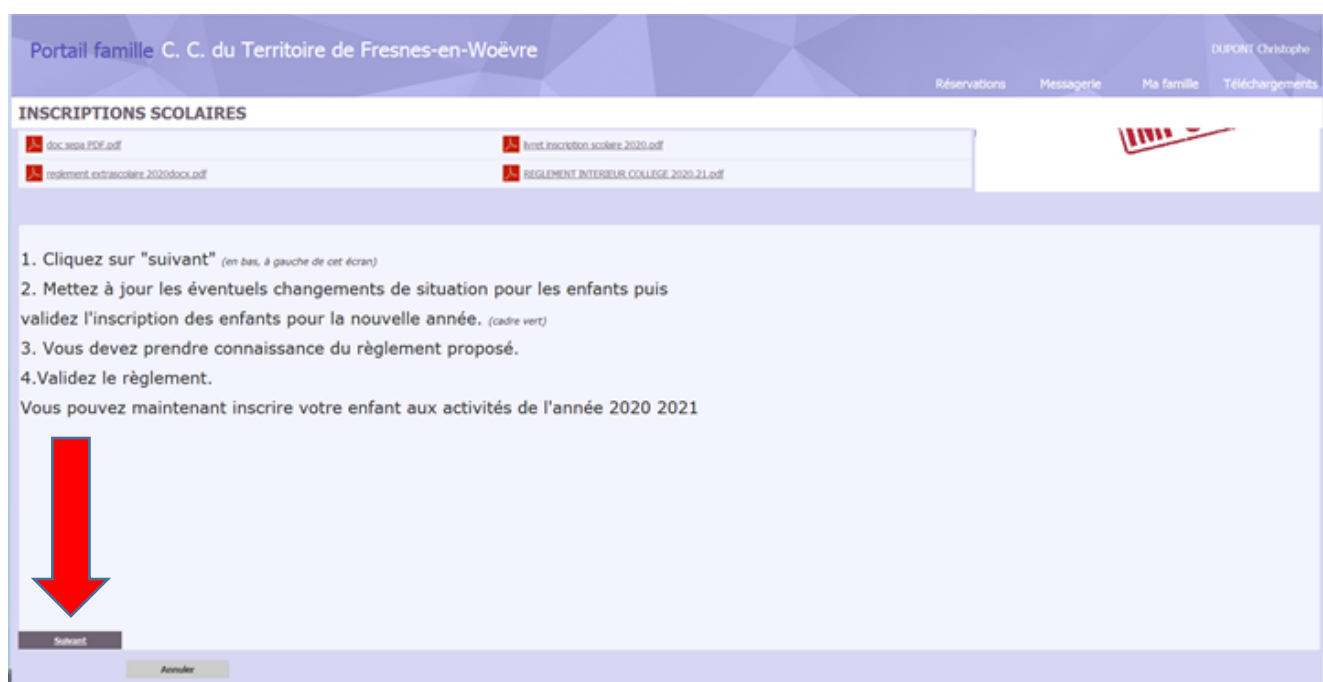 Portail famille C. C. du Territoire de Fresnes-en-Woëvre
DUPONT Christophe
Réservations Messagerie Ma famille Téléchargements
INSCRIPTIONS SCOLAIRES
doc sepa PDF.pdf
livret inscription scolaire 2020.pdf
reglement extrascolaire 2020docx.pdf
REGLEMENT INTERIEUR COLLEGE 2020.21.pdf
1. Cliquez sur "suivant" (en bas, à gauche de cet écran)
2. Mettez à jour les éventuels changements de situation pour les enfants puis
validez l'inscription des enfants pour la nouvelle année. (cadre vert)
3. Vous devez prendre connaissance du règlement proposé.
4.Validez le règlement.
Vous pouvez maintenant inscrire votre enfant aux activités de l'année 2020 2021
Suivant
Annuler